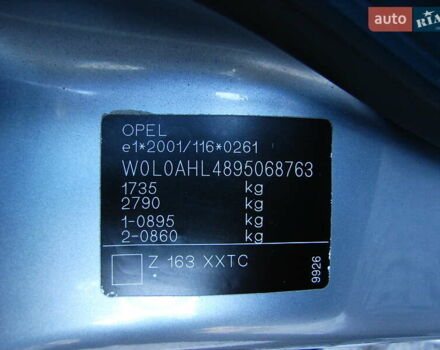 auto RIA
OPEL
e1*2001/116*0261
W0L0AHL4895068763
1735 kg
2790 kg
1-0895 kg
2-0860 kg
Z 163 XXTC
9926